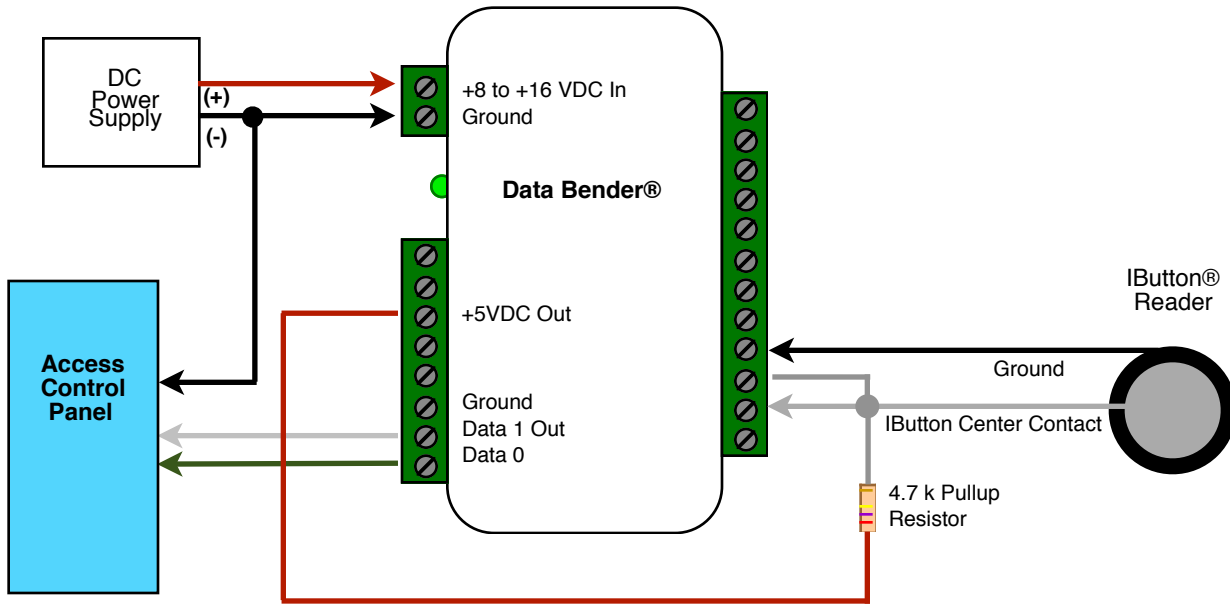 DC
Power
Supply
(+)
(-)
+8 to +16 VDC In
Ground
Data Bender®
+5VDC Out
Ground
Data 1 Out
Data 0
Access
Control
Panel
IButton®
Reader
Ground
IButton Center Contact
4.7 k Pullup
Resistor